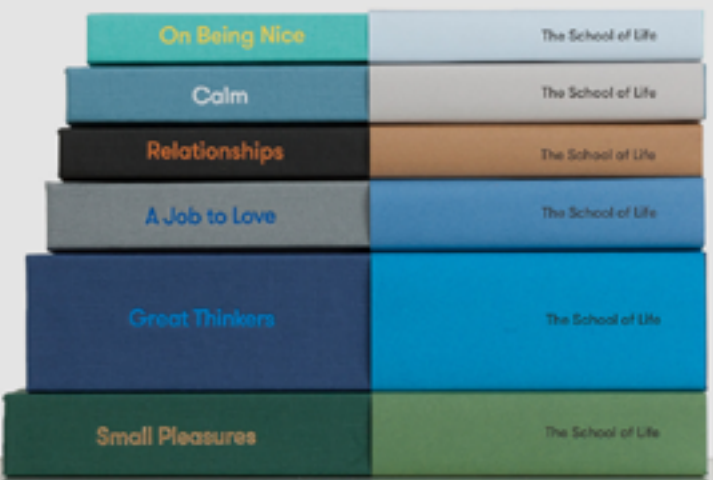 On Being Nice The School of Life
Calm The School of Life
Relationships The School of Life
A Job to Love The School of Life
Great Thinkers The School of Life
Small Pleasures The School of Life